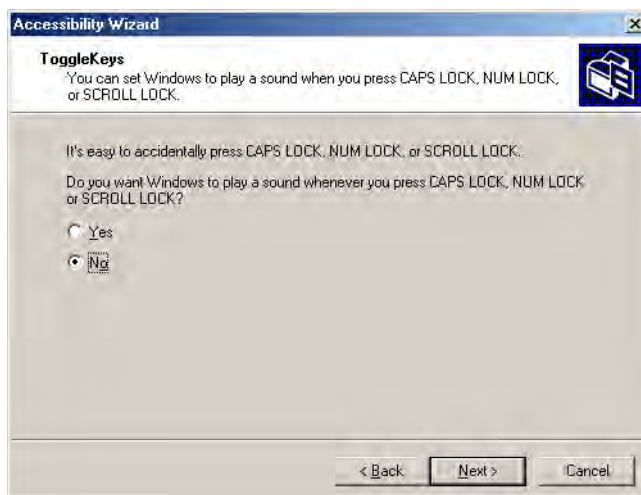 Accessibility Wizard
ToggleKeys
You can set Windows to play a sound when you press CAPS LOCK, NUM LOCK,
or SCROLL LOCK.
It's easy to accidentally press CAPS LOCK, NUM LOCK, or SCROLL LOCK.
Do you want Windows to play a sound whenever you press CAPS LOCK, NUM LOCK
or SCROLL LOCK?
Yes
No
< Back
Next >
Cancel